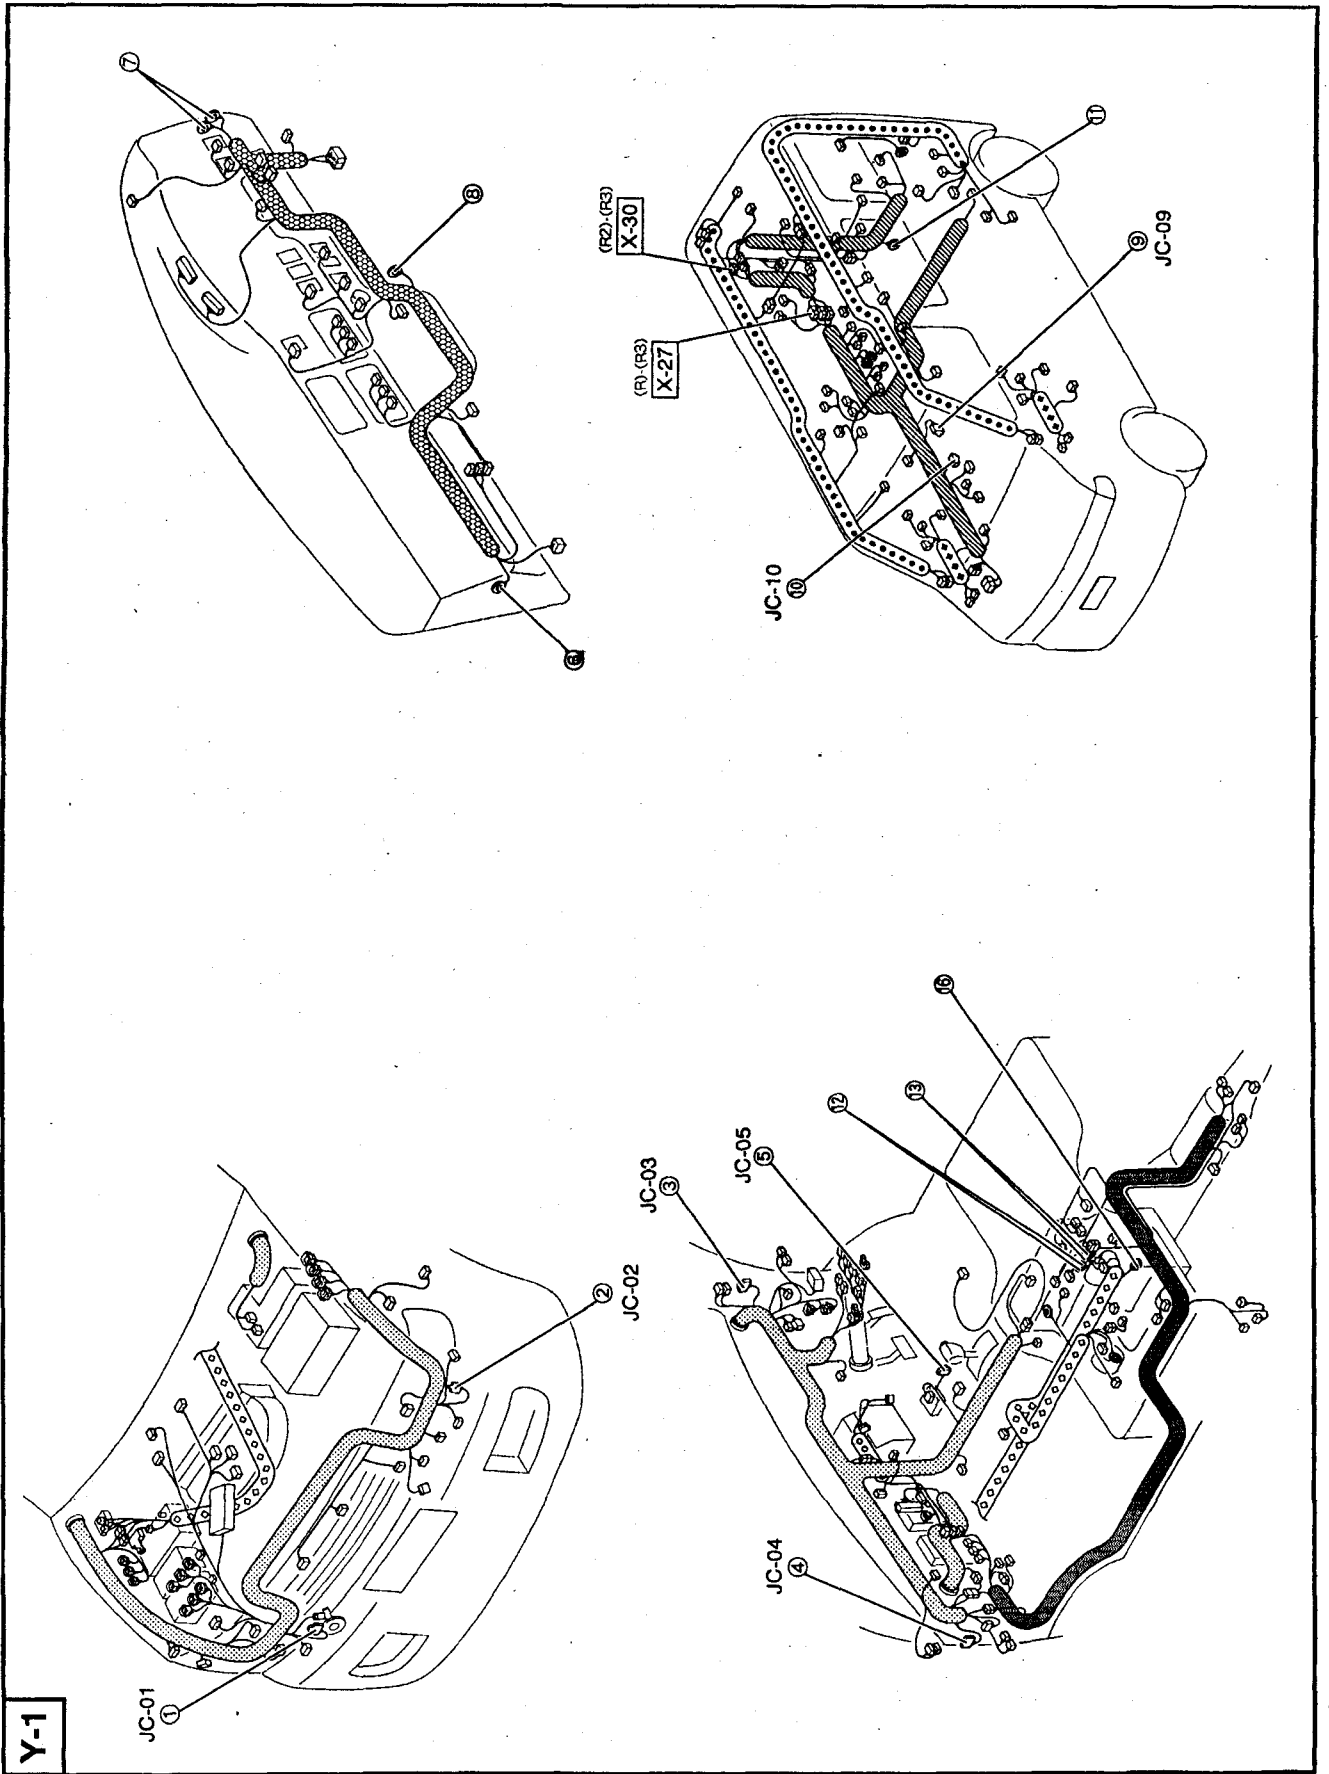 Y-1
JC-01
①
②
JC-02
⑥
⑦
⑧
JC-03
③
JC-05
⑤
JC-04
④
⑫
⑬
⑯
(R)·(R3)
X-27
(R2)·(R3)
X-30
JC-10
⑩
⑨
JC-09
⑪